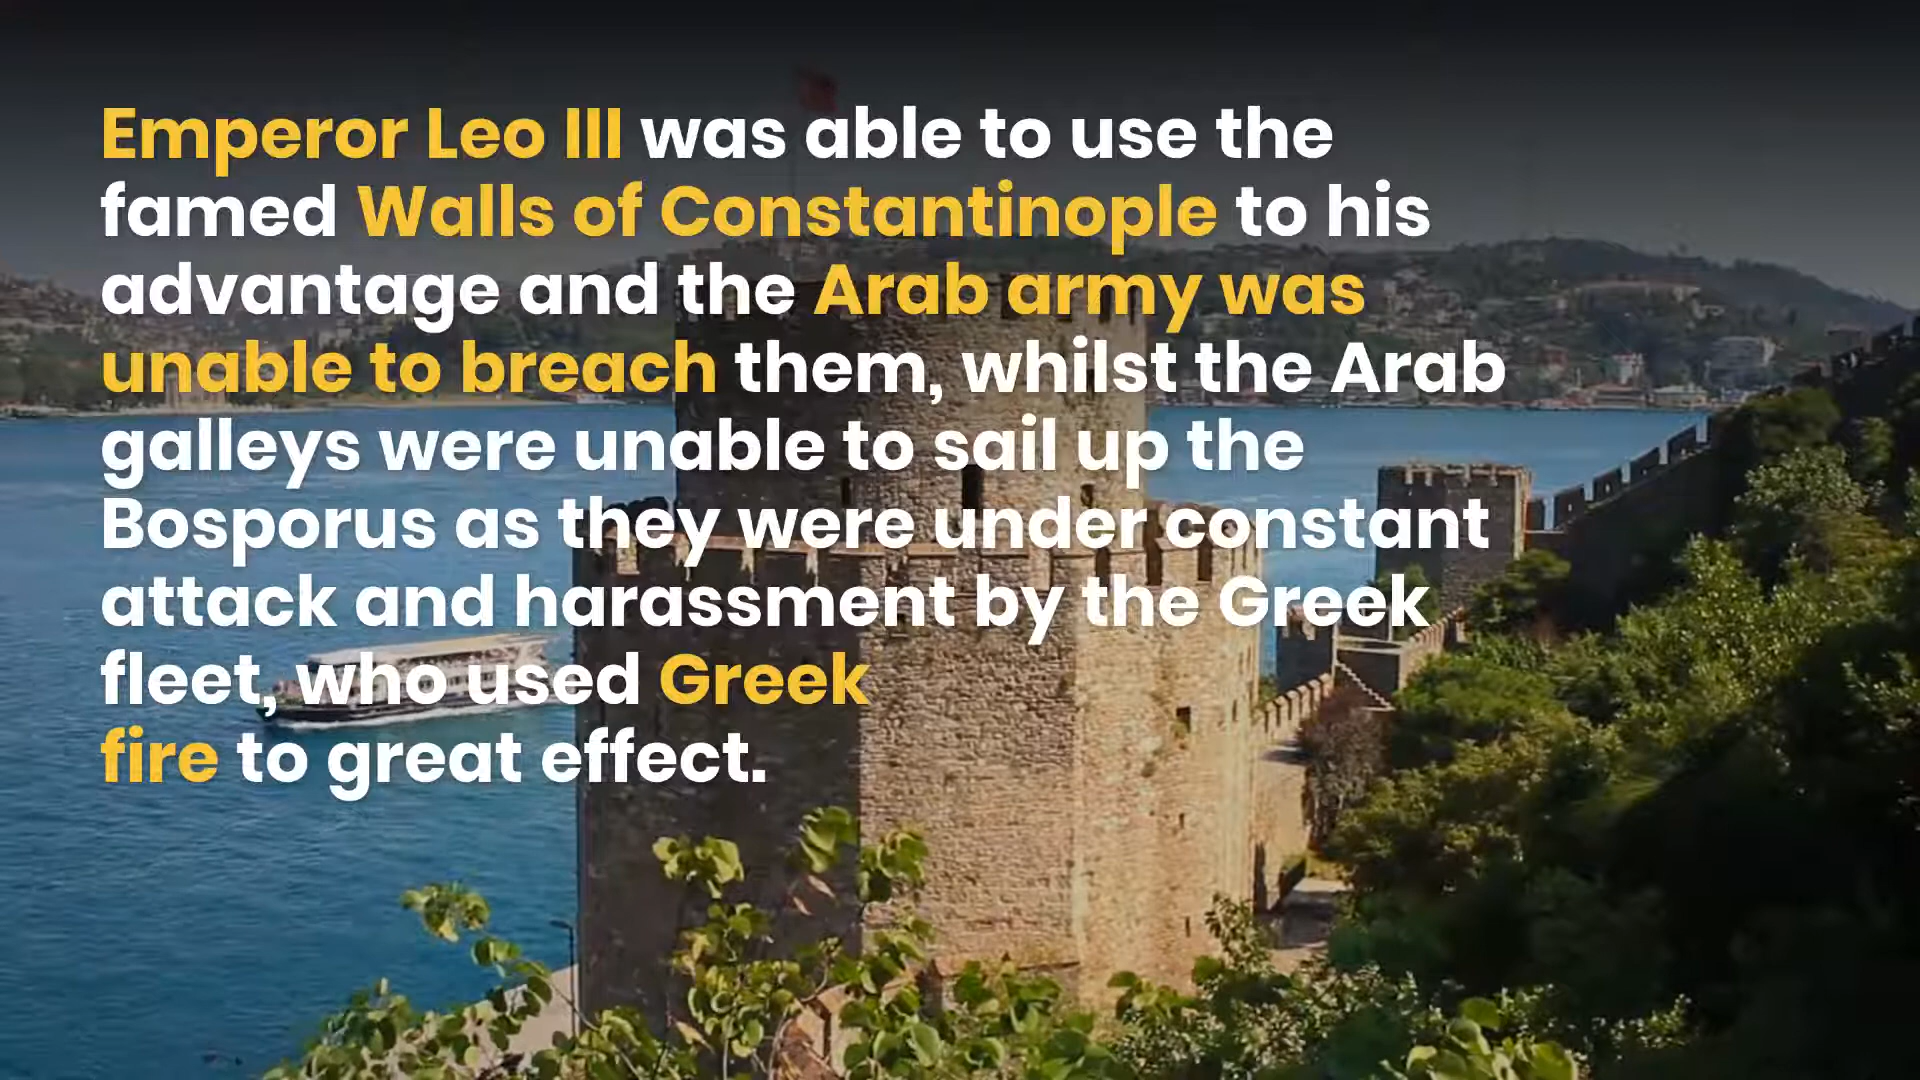 Emperor Leo III was able to use the
famed Walls of Constantinople to his
advantage and the Arab army was
unable to breach them, whilst the Arab
galleys were unable to sail up the
Bosporus as they were under constant
attack and harassment by the Greek
fleet, who used Greek
fire to great effect.